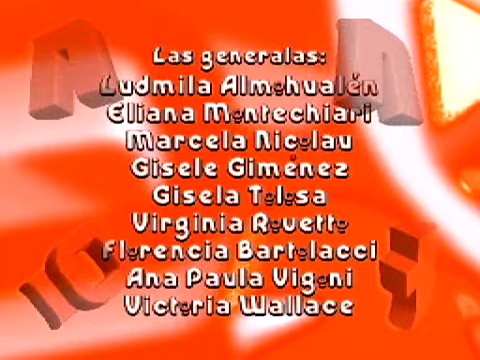 Las generalas:
Ludmila Almohualén
Eliana Montechiari
Marcela Nicolau
Gisele Giménez
Gisela Tolosa
Virginia Rovetto
Florencia Bartolacci
Ana Paula Vigoni
Victoria Wallace